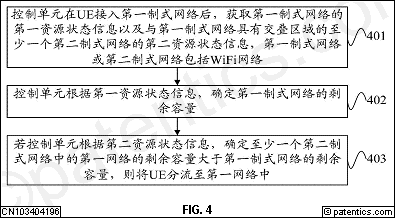 控制单元在UE接入第一制式网络后，获取第一制式网络的
第一资源状态信息以及与第一制式网络具有交叠区域的至
少一个第二制式网络的第二资源状态信息，第一制式网络
或第二制式网络包括WiFi网络
401
控制单元根据第一资源状态信息，确定第一制式网络的剩
余容量
402
若控制单元根据第二资源状态信息，确定至少一个第二制
式网络中的第一网络的剩余容量大于第一制式网络的剩余
容量，则将UE分流至第一网络中
403
CN103404196
FIG. 4
© patentics.com
©patentics.com